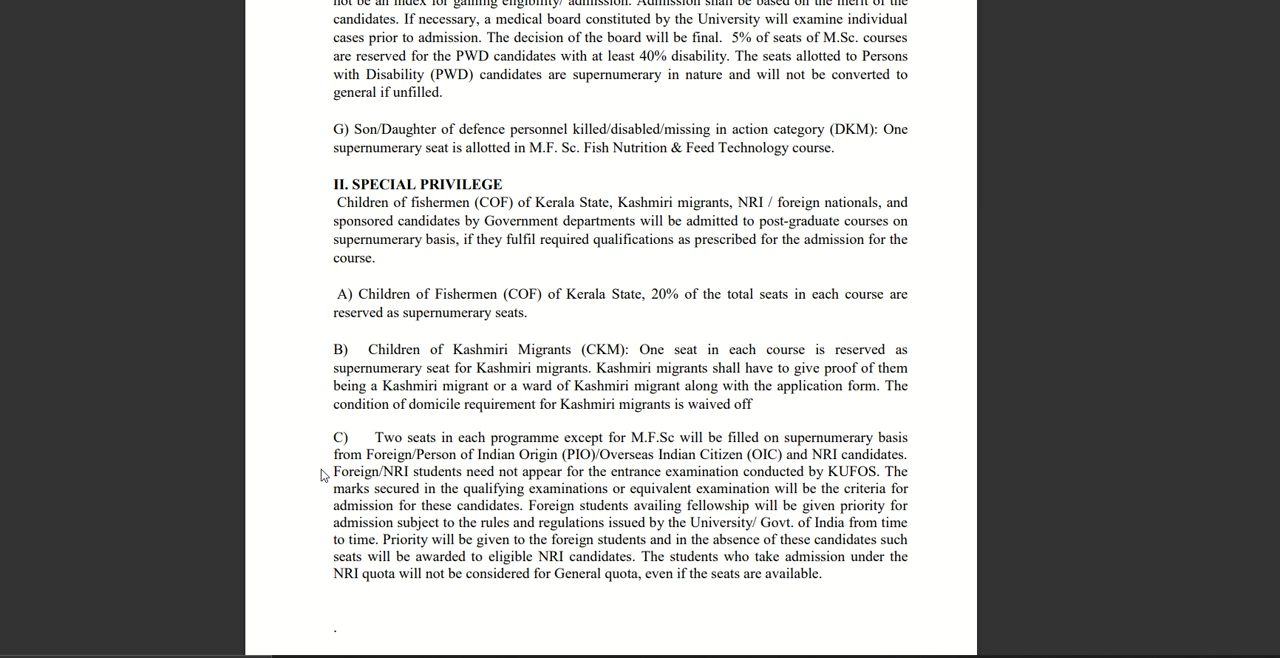 not be an index for gaining eligibility/ admission. Admission shall be based on the merit of the
candidates. If necessary, a medical board constituted by the University will examine individual
cases prior to admission. The decision of the board will be final.  5% of seats of M.Sc. courses
are reserved for the PWD candidates with at least 40% disability. The seats allotted to Persons
with Disability (PWD) candidates are supernumerary in nature and will not be converted to
general if unfilled.
G) Son/Daughter of defence personnel killed/disabled/missing in action category (DKM): One
supernumerary seat is allotted in M.F. Sc. Fish Nutrition & Feed Technology course.
II. SPECIAL PRIVILEGE
Children of fishermen (COF) of Kerala State, Kashmiri migrants, NRI / foreign nationals, and
sponsored candidates by Government departments will be admitted to post-graduate courses on
supernumerary basis, if they fulfil required qualifications as prescribed for the admission for the
course.
A) Children of Fishermen (COF) of Kerala State, 20% of the total seats in each course are
reserved as supernumerary seats.
B) Children of Kashmiri Migrants (CKM): One seat in each course is reserved as
supernumerary seat for Kashmiri migrants. Kashmiri migrants shall have to give proof of them
being a Kashmiri migrant or a ward of Kashmiri migrant along with the application form. The
condition of domicile requirement for Kashmiri migrants is waived off
C) Two seats in each programme except for M.F.Sc will be filled on supernumerary basis
from Foreign/Person of Indian Origin (PIO)/Overseas Indian Citizen (OIC) and NRI candidates.
Foreign/NRI students need not appear for the entrance examination conducted by KUFOS. The
marks secured in the qualifying examinations or equivalent examination will be the criteria for
admission for these candidates. Foreign students availing fellowship will be given priority for
admission subject to the rules and regulations issued by the University/ Govt. of India from time
to time. Priority will be given to the foreign students and in the absence of these candidates such
seats will be awarded to eligible NRI candidates. The students who take admission under the
NRI quota will not be considered for General quota, even if the seats are available.
.